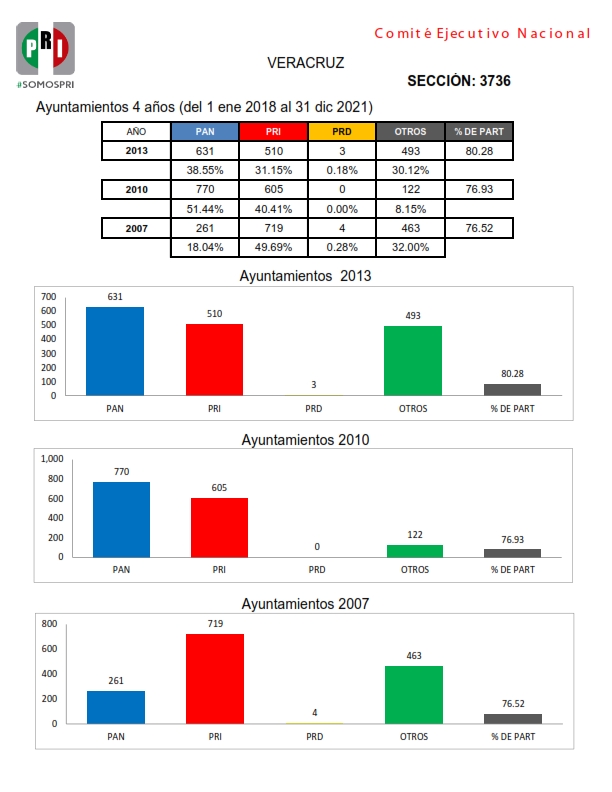 Comité Ejecutivo Nacional
PRI
#SOMOSPRI
VERACRUZ
SECCIÓN: 3736
Ayuntamientos 4 años (del 1 ene 2018 al 31 dic 2021)
AÑO PAN PRI PRD OTROS % DE PART
2013 631 510 3 493 80.28
38.55% 31.15% 0.18% 30.12%
2010 770 605 0 122 76.93
51.44% 40.41% 0.00% 8.15%
2007 261 719 4 463 76.52
18.04% 49.69% 0.28% 32.00%
Ayuntamientos 2013
700
600
500
400
300
200
100
0
631 510 3 493 80.28
PAN PRI PRD OTROS % DE PART
Ayuntamientos 2010
1,000
800
600
400
200
0
770 605 0 122 76.93
PAN PRI PRD OTROS % DE PART
Ayuntamientos 2007
800
600
400
200
0
261 719 4 463 76.52
PAN PRI PRD OTROS % DE PART